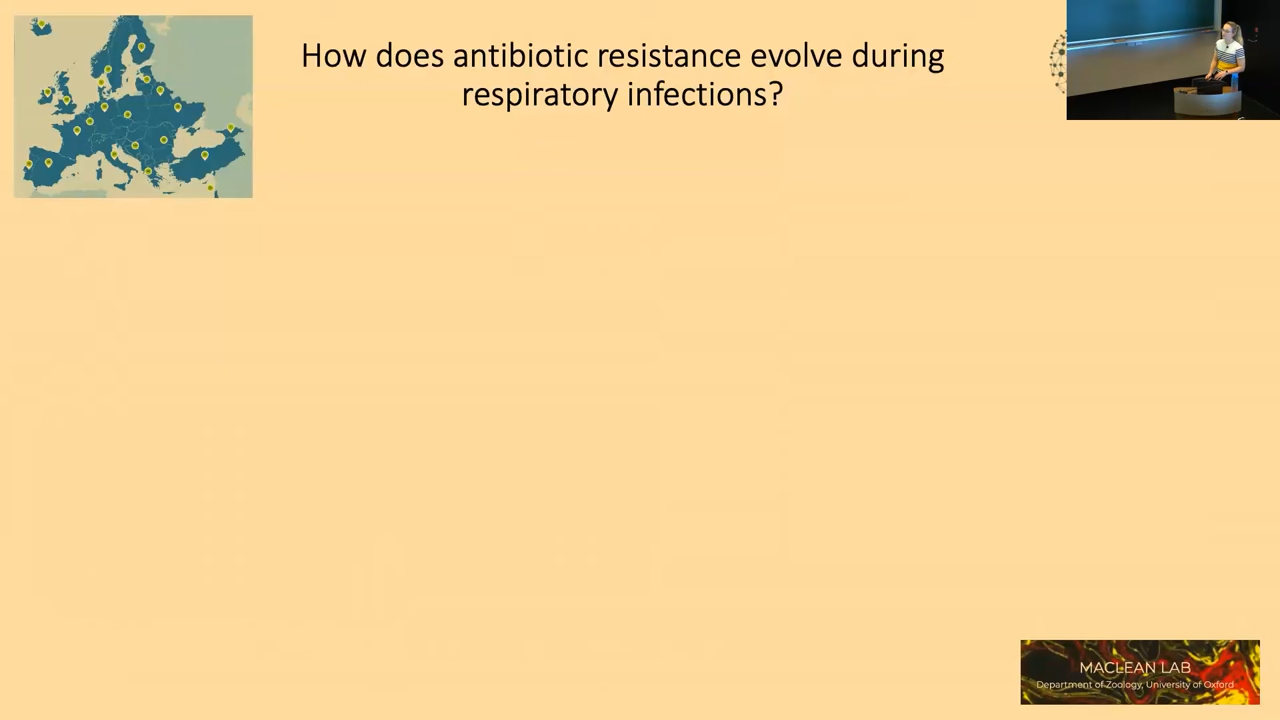 How does antibiotic resistance evolve during
respiratory infections?
MACLEAN LAB
Department of Zoology, University of Oxford